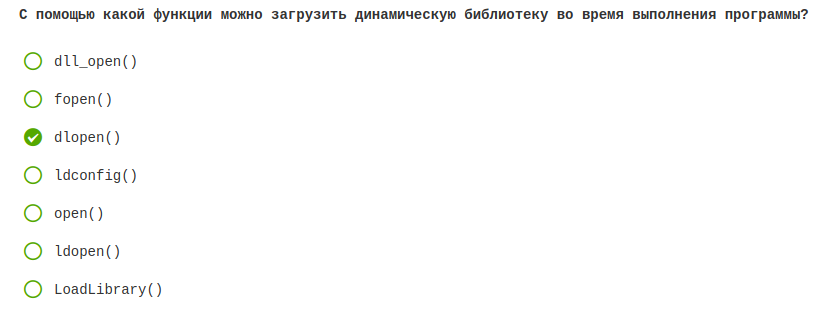 С помощью какой функции можно загрузить динамическую библиотеку во время выполнения программы?
dll_open()
fopen()
dlopen()
ldconfig()
open()
ldopen()
LoadLibrary()